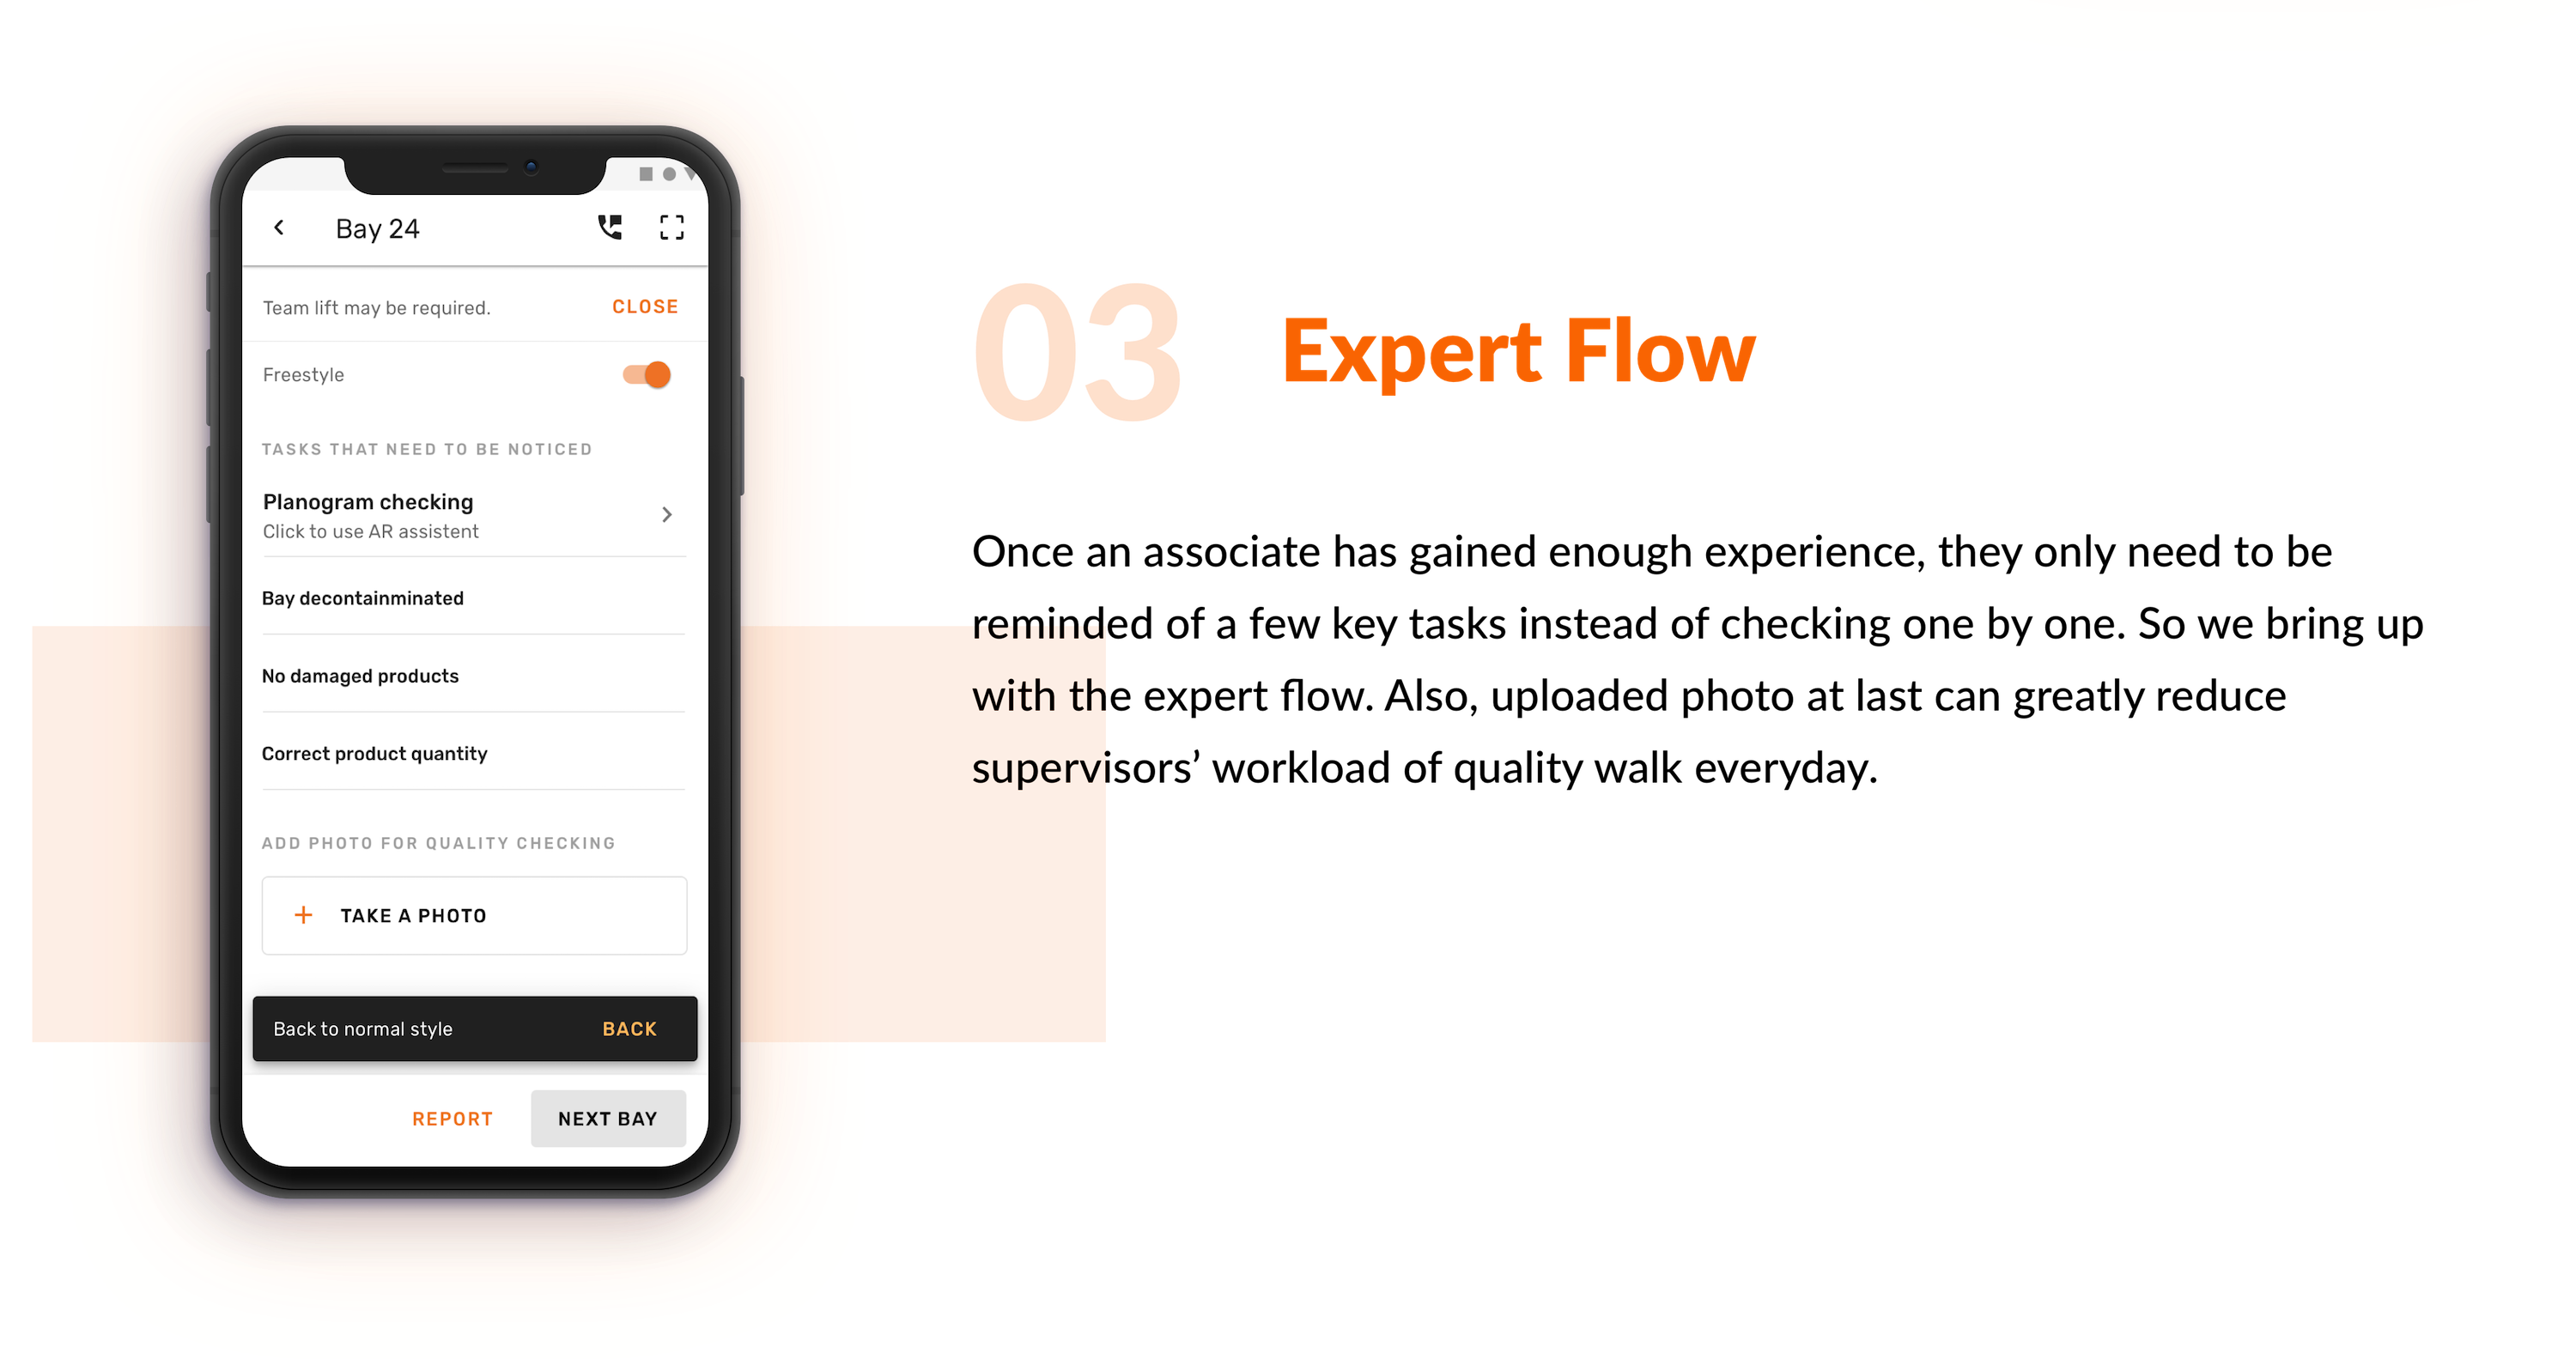 Bay 24
Team lift may be required. CLOSE
Freestyle
TASKS THAT NEED TO BE NOTICED
Planogram checking
Click to use AR assistent
Bay decontainminated
No damaged products
Correct product quantity
ADD PHOTO FOR QUALITY CHECKING
+ TAKE A PHOTO
Back to normal style BACK
REPORT NEXT BAY
03 Expert Flow
Once an associate has gained enough experience, they only need to be
reminded of a few key tasks instead of checking one by one. So we bring up
with the expert flow. Also, uploaded photo at last can greatly reduce
supervisors’ workload of quality walk everyday.